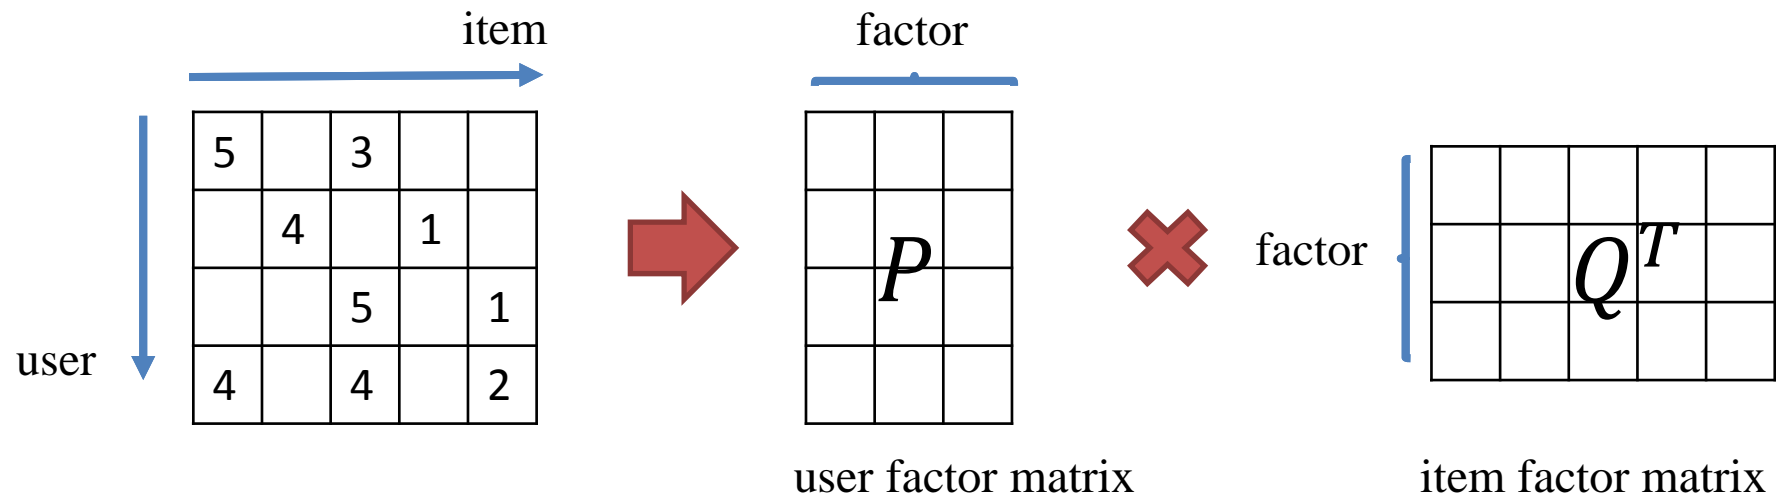 item
factor
5 3
4 1
5 1
4 4 2
user
P
factor
Q^T
user factor matrix
item factor matrix